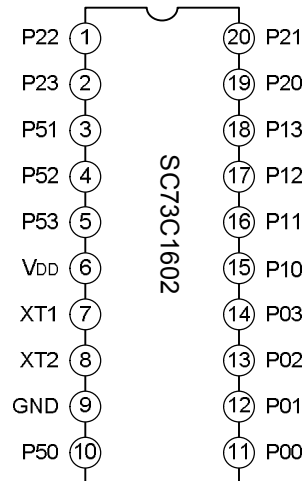 P22 1 20 P21
P23 2 19 P20
P51 3 18 P13
P52 4 17 P12
P53 5 16 P11
VDD 6 15 P10
XT1 7 14 P03
XT2 8 13 P02
GND 9 12 P01
P50 10 11 P00
SC73C1602